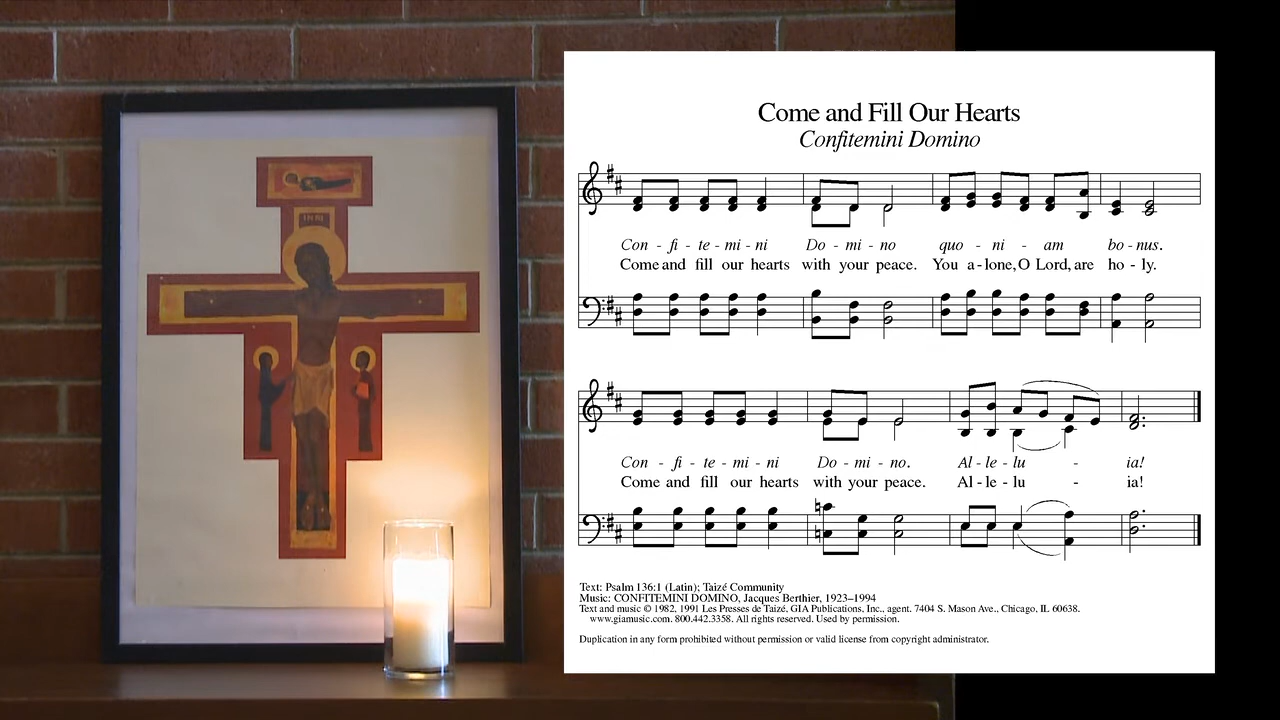 INRI
Come and Fill Our Hearts
Confitemini Domino
Con - fi - te - mi - ni Do - mi - no quo - ni - am bo - nus.
Come and fill our hearts with your peace. You a - lone, O Lord, are ho - ly.
Con - fi - te - mi - ni Do - mi - no. Al - le - lu - ia!
Come and fill our hearts with your peace. Al - le - lu - ia!
Text: Psalm 136:1 (Latin); Taizé Community
Music: CONFITEMINI DOMINO, Jacques Berthier, 1923–1994
Text and music © 1982, 1991 Les Presses de Taizé, GIA Publications, Inc., agent. 7404 S. Mason Ave., Chicago, IL 60638.
www.giamusic.com. 800.442.3358. All rights reserved. Used by permission.
Duplication in any form prohibited without permission or valid license from copyright administrator.